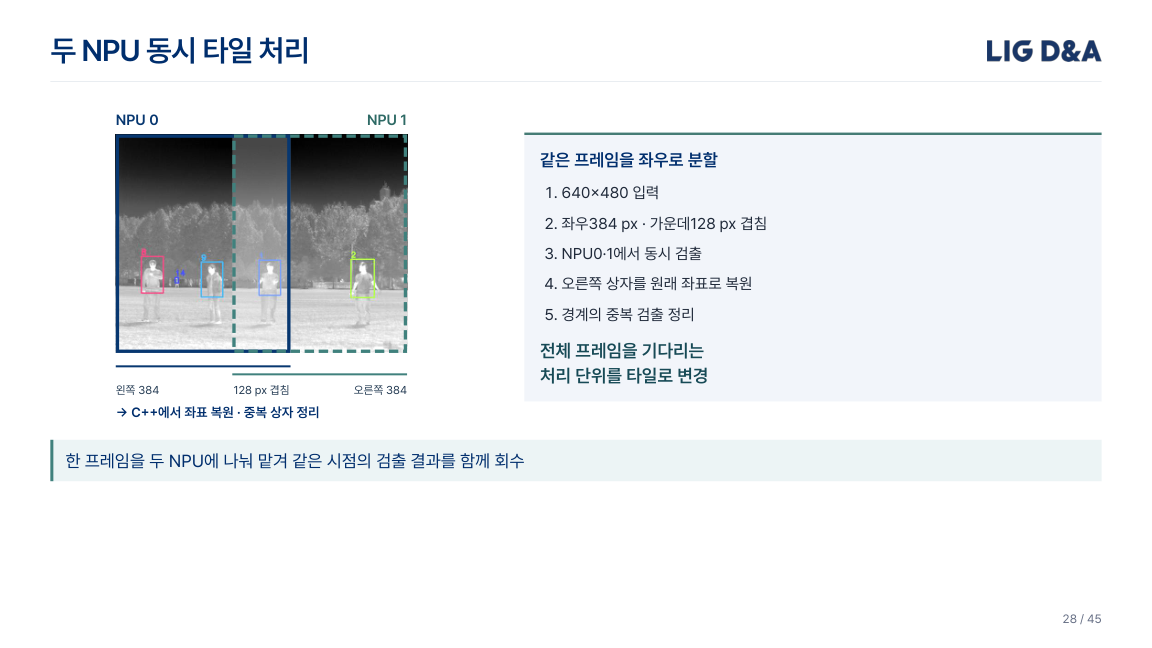 두 NPU 동시 타일 처리
LIG D&A
NPU 0
NPU 1
14
2
왼쪽 384
128 px 겹침
오른쪽 384
→ C++에서 좌표 복원 · 중복 상자 정리
같은 프레임을 좌우로 분할
1. 640×480 입력
2. 좌우384 px · 가운데128 px 겹침
3. NPU0·1에서 동시 검출
4. 오른쪽 상자를 원래 좌표로 복원
5. 경계의 중복 검출 정리
전체 프레임을 기다리는
처리 단위를 타일로 변경
한 프레임을 두 NPU에 나눠 맡겨 같은 시점의 검출 결과를 함께 회수
28 / 45